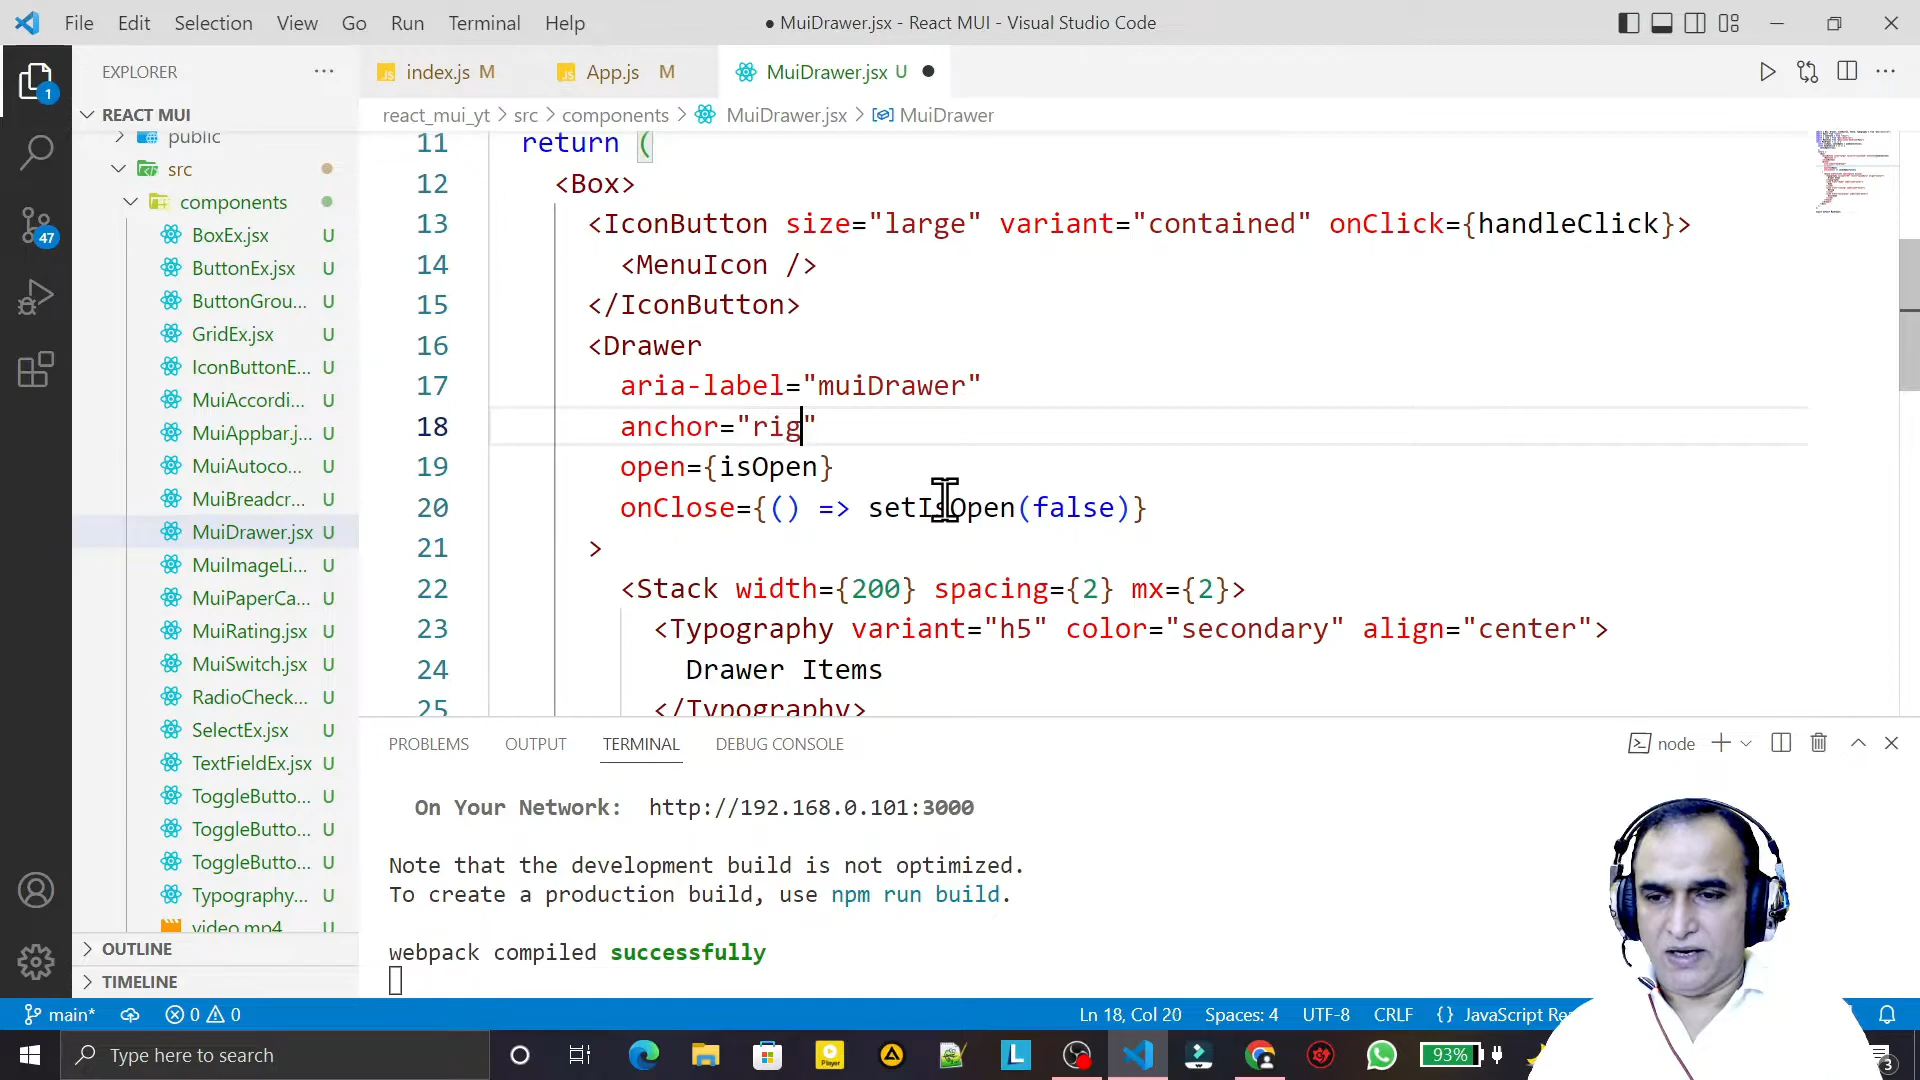 File Edit Selection View Go Run Terminal Help
● MuiDrawer.jsx - React MUI - Visual Studio Code
EXPLORER
index.js M
App.js M
MuiDrawer.jsx U
REACT MUI
react_mui_yt > src > components > MuiDrawer.jsx > MuiDrawer
public
src
components
BoxEx.jsx U
ButtonEx.jsx U
ButtonGrou... U
GridEx.jsx U
IconButtonE... U
MuiAccordi... U
MuiAppbar.j... U
MuiAutoco... U
MuiBreadcr... U
MuiDrawer.jsx U
MuiImageLi... U
MuiPaperCa... U
MuiRating.jsx U
MuiSwitch.jsx U
RadioCheck... U
SelectEx.jsx U
TextFieldEx.jsx U
ToggleButto... U
ToggleButto... U
ToggleButto... U
Typography... U
video.mp4 U
OUTLINE
TIMELINE
1
47
11 return (
12 <Box>
13 <IconButton size="large" variant="contained" onClick={handleClick}>
14 <MenuIcon />
15 </IconButton>
16 <Drawer
17 aria-label="muiDrawer"
18 anchor="rig"
19 open={isOpen}
20 onClose={() => setIsOpen(false)}
21 >
22 <Stack width={200} spacing={2} mx={2}>
23 <Typography variant="h5" color="secondary" align="center">
24 Drawer Items
25 </Typography>
PROBLEMS OUTPUT TERMINAL DEBUG CONSOLE
node
On Your Network: http://192.168.0.101:3000
Note that the development build is not optimized.
To create a production build, use npm run build.
webpack compiled successfully
main* 0 0
Ln 18, Col 20 Spaces: 4 UTF-8 CRLF {} JavaScript Re
Type here to search
Player
L
93%
3